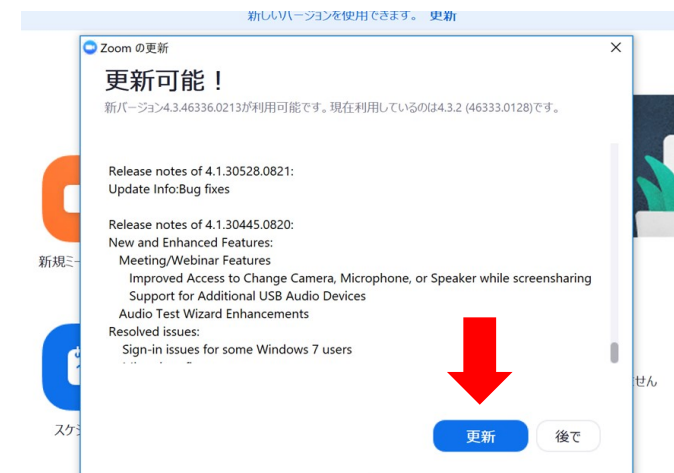 新しいバージョンを使用できます。 更新
Zoom の更新
更新可能！
新バージョン4.3.46336.0213が利用可能です。現在利用しているのは4.3.2 (46333.0128)です。
Release notes of 4.1.30528.0821:
Update Info:Bug fixes
Release notes of 4.1.30445.0820:
New and Enhanced Features:
Meeting/Webinar Features
Improved Access to Change Camera, Microphone, or Speaker while screensharing
Support for Additional USB Audio Devices
Audio Test Wizard Enhancements
Resolved issues:
Sign-in issues for some Windows 7 users
新規ミー
せん
スケ
更新
後で